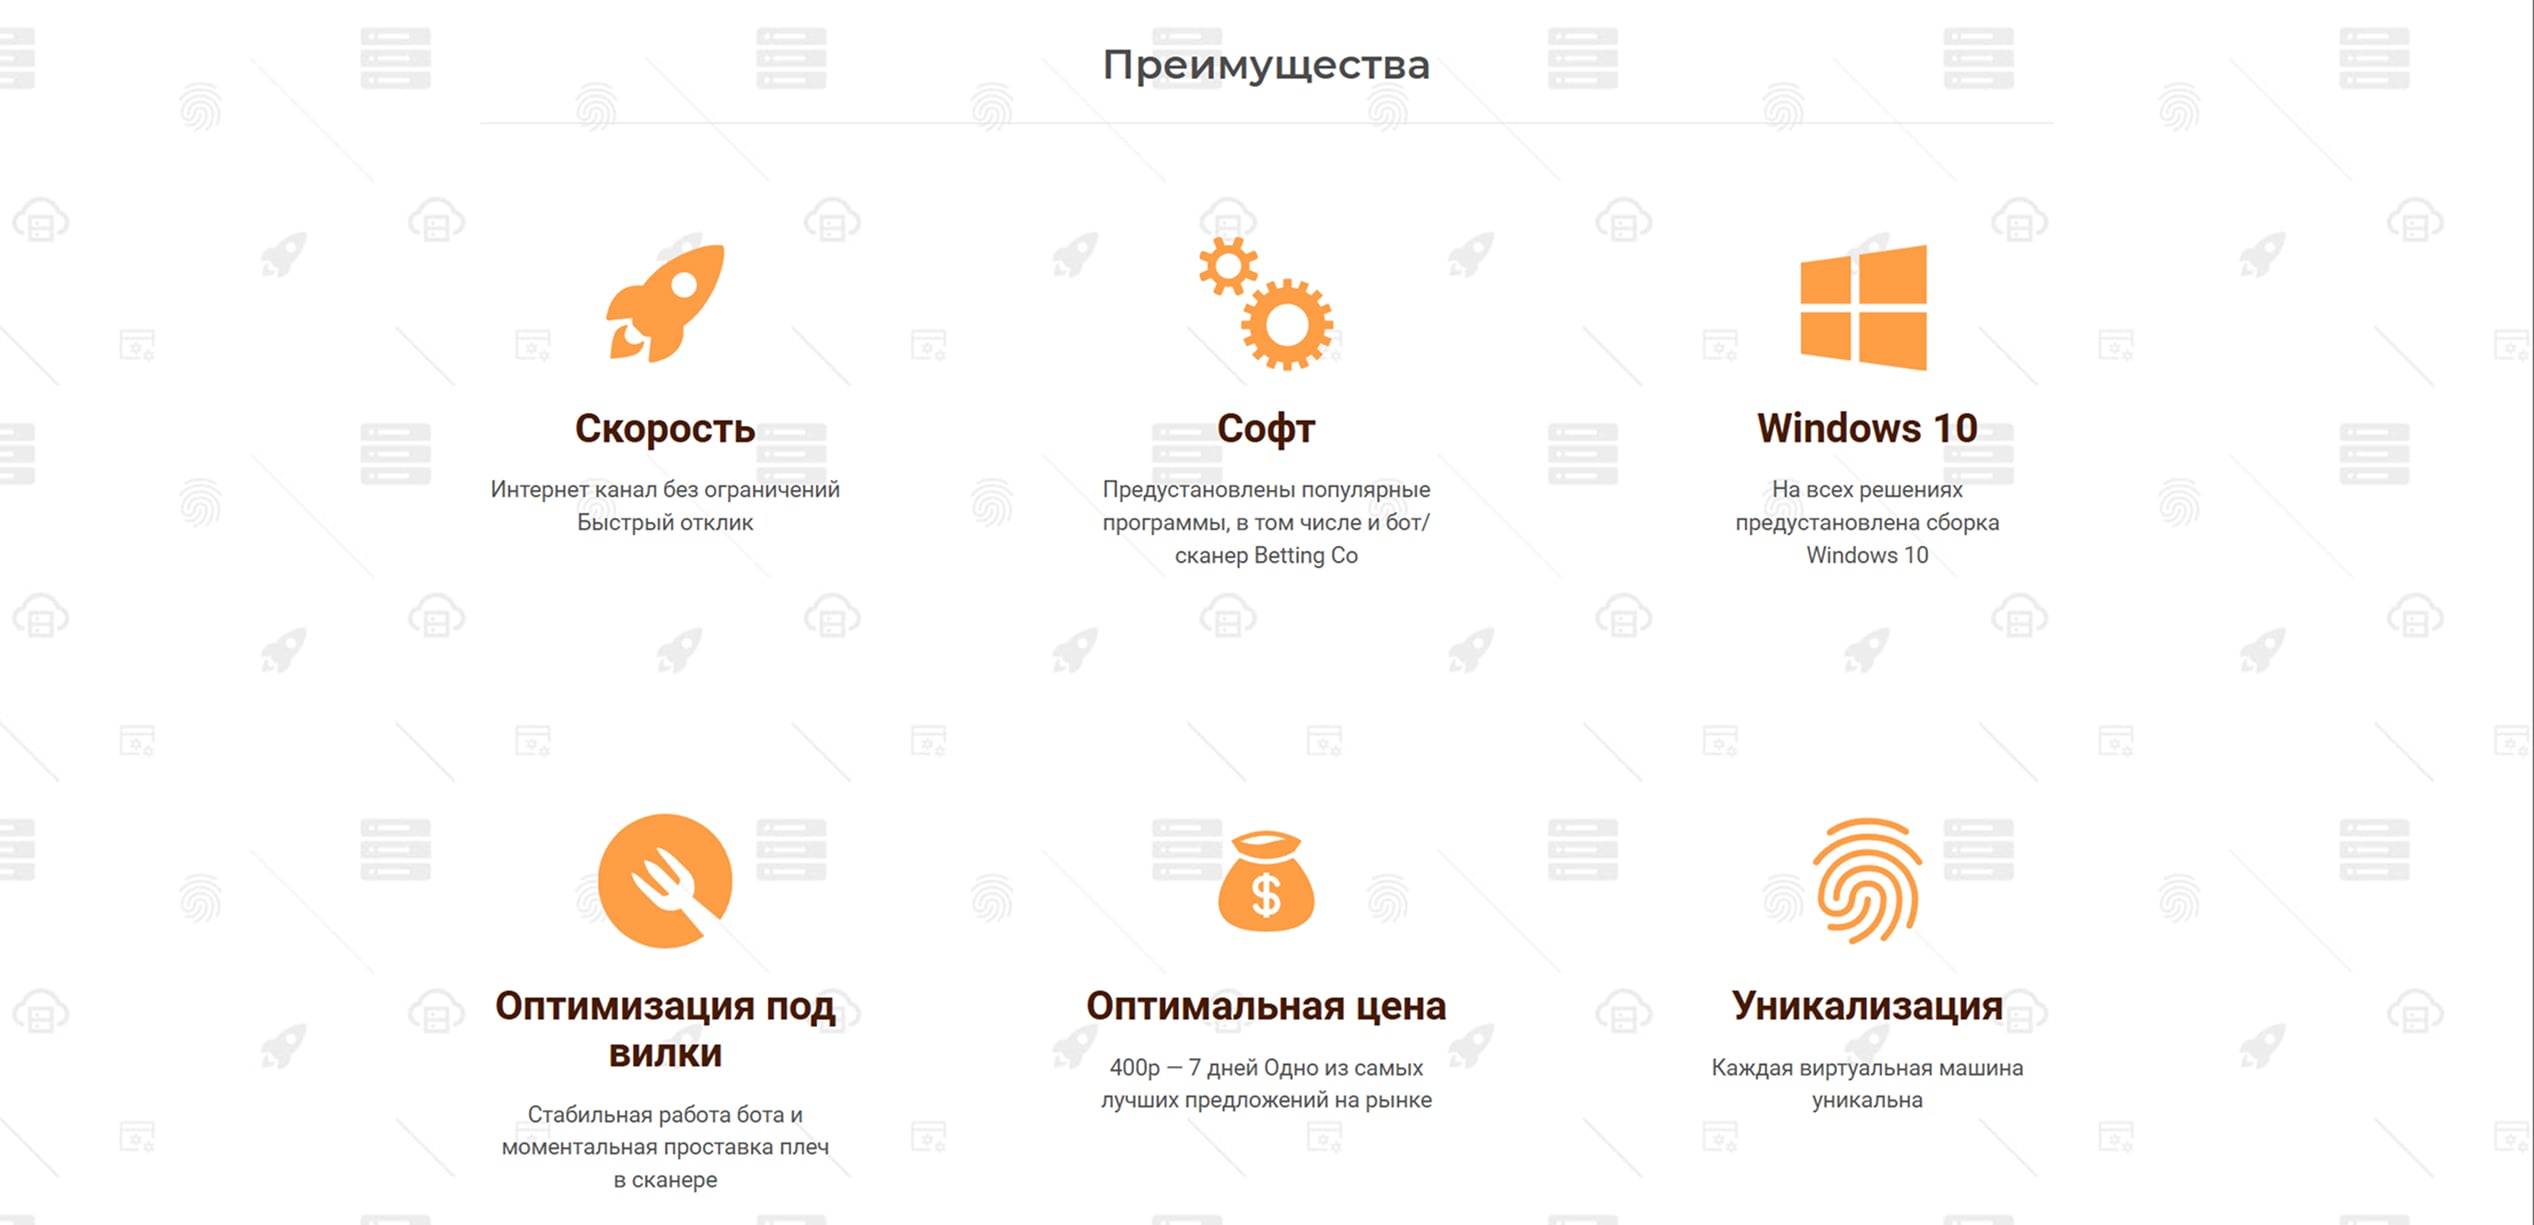 Преимущества
Скорость
Интернет канал без ограничений
Быстрый отклик
Софт
Предустановлены популярные
программы, в том числе и бот/
сканер Betting Co
Windows 10
На всех решениях
предустановлена сборка
Windows 10
Оптимизация под
вилки
Стабильная работа бота и
моментальная проставка плеч
в сканере
Оптимальная цена
400р — 7 дней Одно из самых
лучших предложений на рынке
Уникализация
Каждая виртуальная машина
уникальна